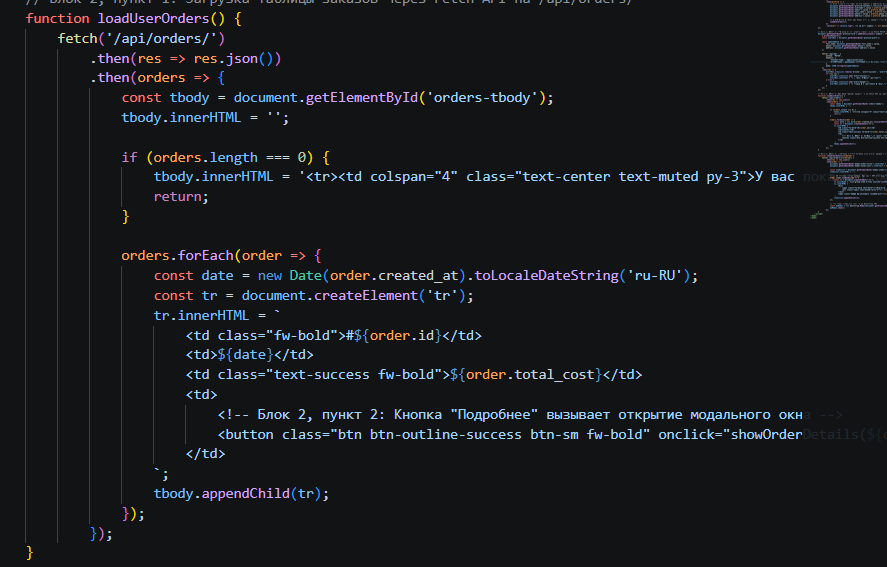 // Блок 2, пункт 1: Загрузка таблицы заказов через Fetch API на /api/orders/
function loadUserOrders() {
fetch('/api/orders/')
.then(res => res.json())
.then(orders => {
const tbody = document.getElementById('orders-tbody');
tbody.innerHTML = '';
if (orders.length === 0) {
tbody.innerHTML = '<tr><td colspan="4" class="text-center text-muted py-3">У вас пок
return;
}
orders.forEach(order => {
const date = new Date(order.created_at).toLocaleDateString('ru-RU');
const tr = document.createElement('tr');
tr.innerHTML = `
<td class="fw-bold">#${order.id}</td>
<td>${date}</td>
<td class="text-success fw-bold">${order.total_cost}</td>
<td>
<!-- Блок 2, пункт 2: Кнопка "Подробнее" вызывает открытие модального окна -->
<button class="btn btn-outline-success btn-sm fw-bold" onclick="showOrderDetails(${
</td>
`;
tbody.appendChild(tr);
});
});
}